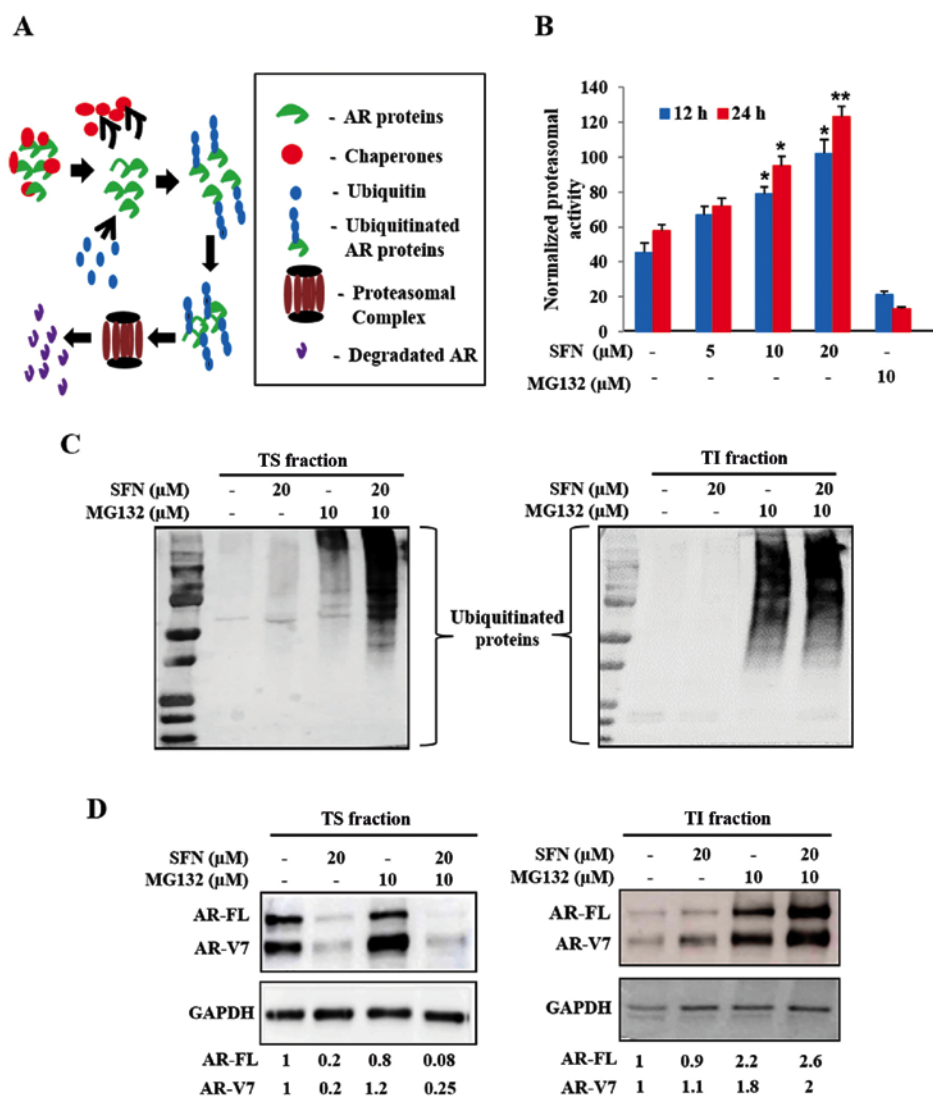 A
- AR proteins
- Chaperones
- Ubiquitin
Ubiquitinated
- AR proteins
- Proteasomal
Complex
- Degraded AR
B
Normalized proteasomal
activity
140
120
100
80
60
40
20
0
12 h 24 h
* * * **
SFN (μM) - 5 10 20 -
MG132 (μM) - - - - 10
C
TS fraction
SFN (μM) - 20 - 20
MG132 (μM) - - 10 10
TI fraction
SFN (μM) - 20 - 20
MG132 (μM) - - 10 10
Ubiquitinated
proteins
D
TS fraction
SFN (μM) - 20 - 20
MG132 (μM) - - 10 10
AR-FL
AR-V7
GAPDH
AR-FL 1 0.2 0.8 0.08
AR-V7 1 0.2 1.2 0.25
TI fraction
SFN (μM) - 20 - 20
MG132 (μM) - - 10 10
AR-FL
AR-V7
GAPDH
AR-FL 1 0.9 2.2 2.6
AR-V7 1 1.1 1.8 2